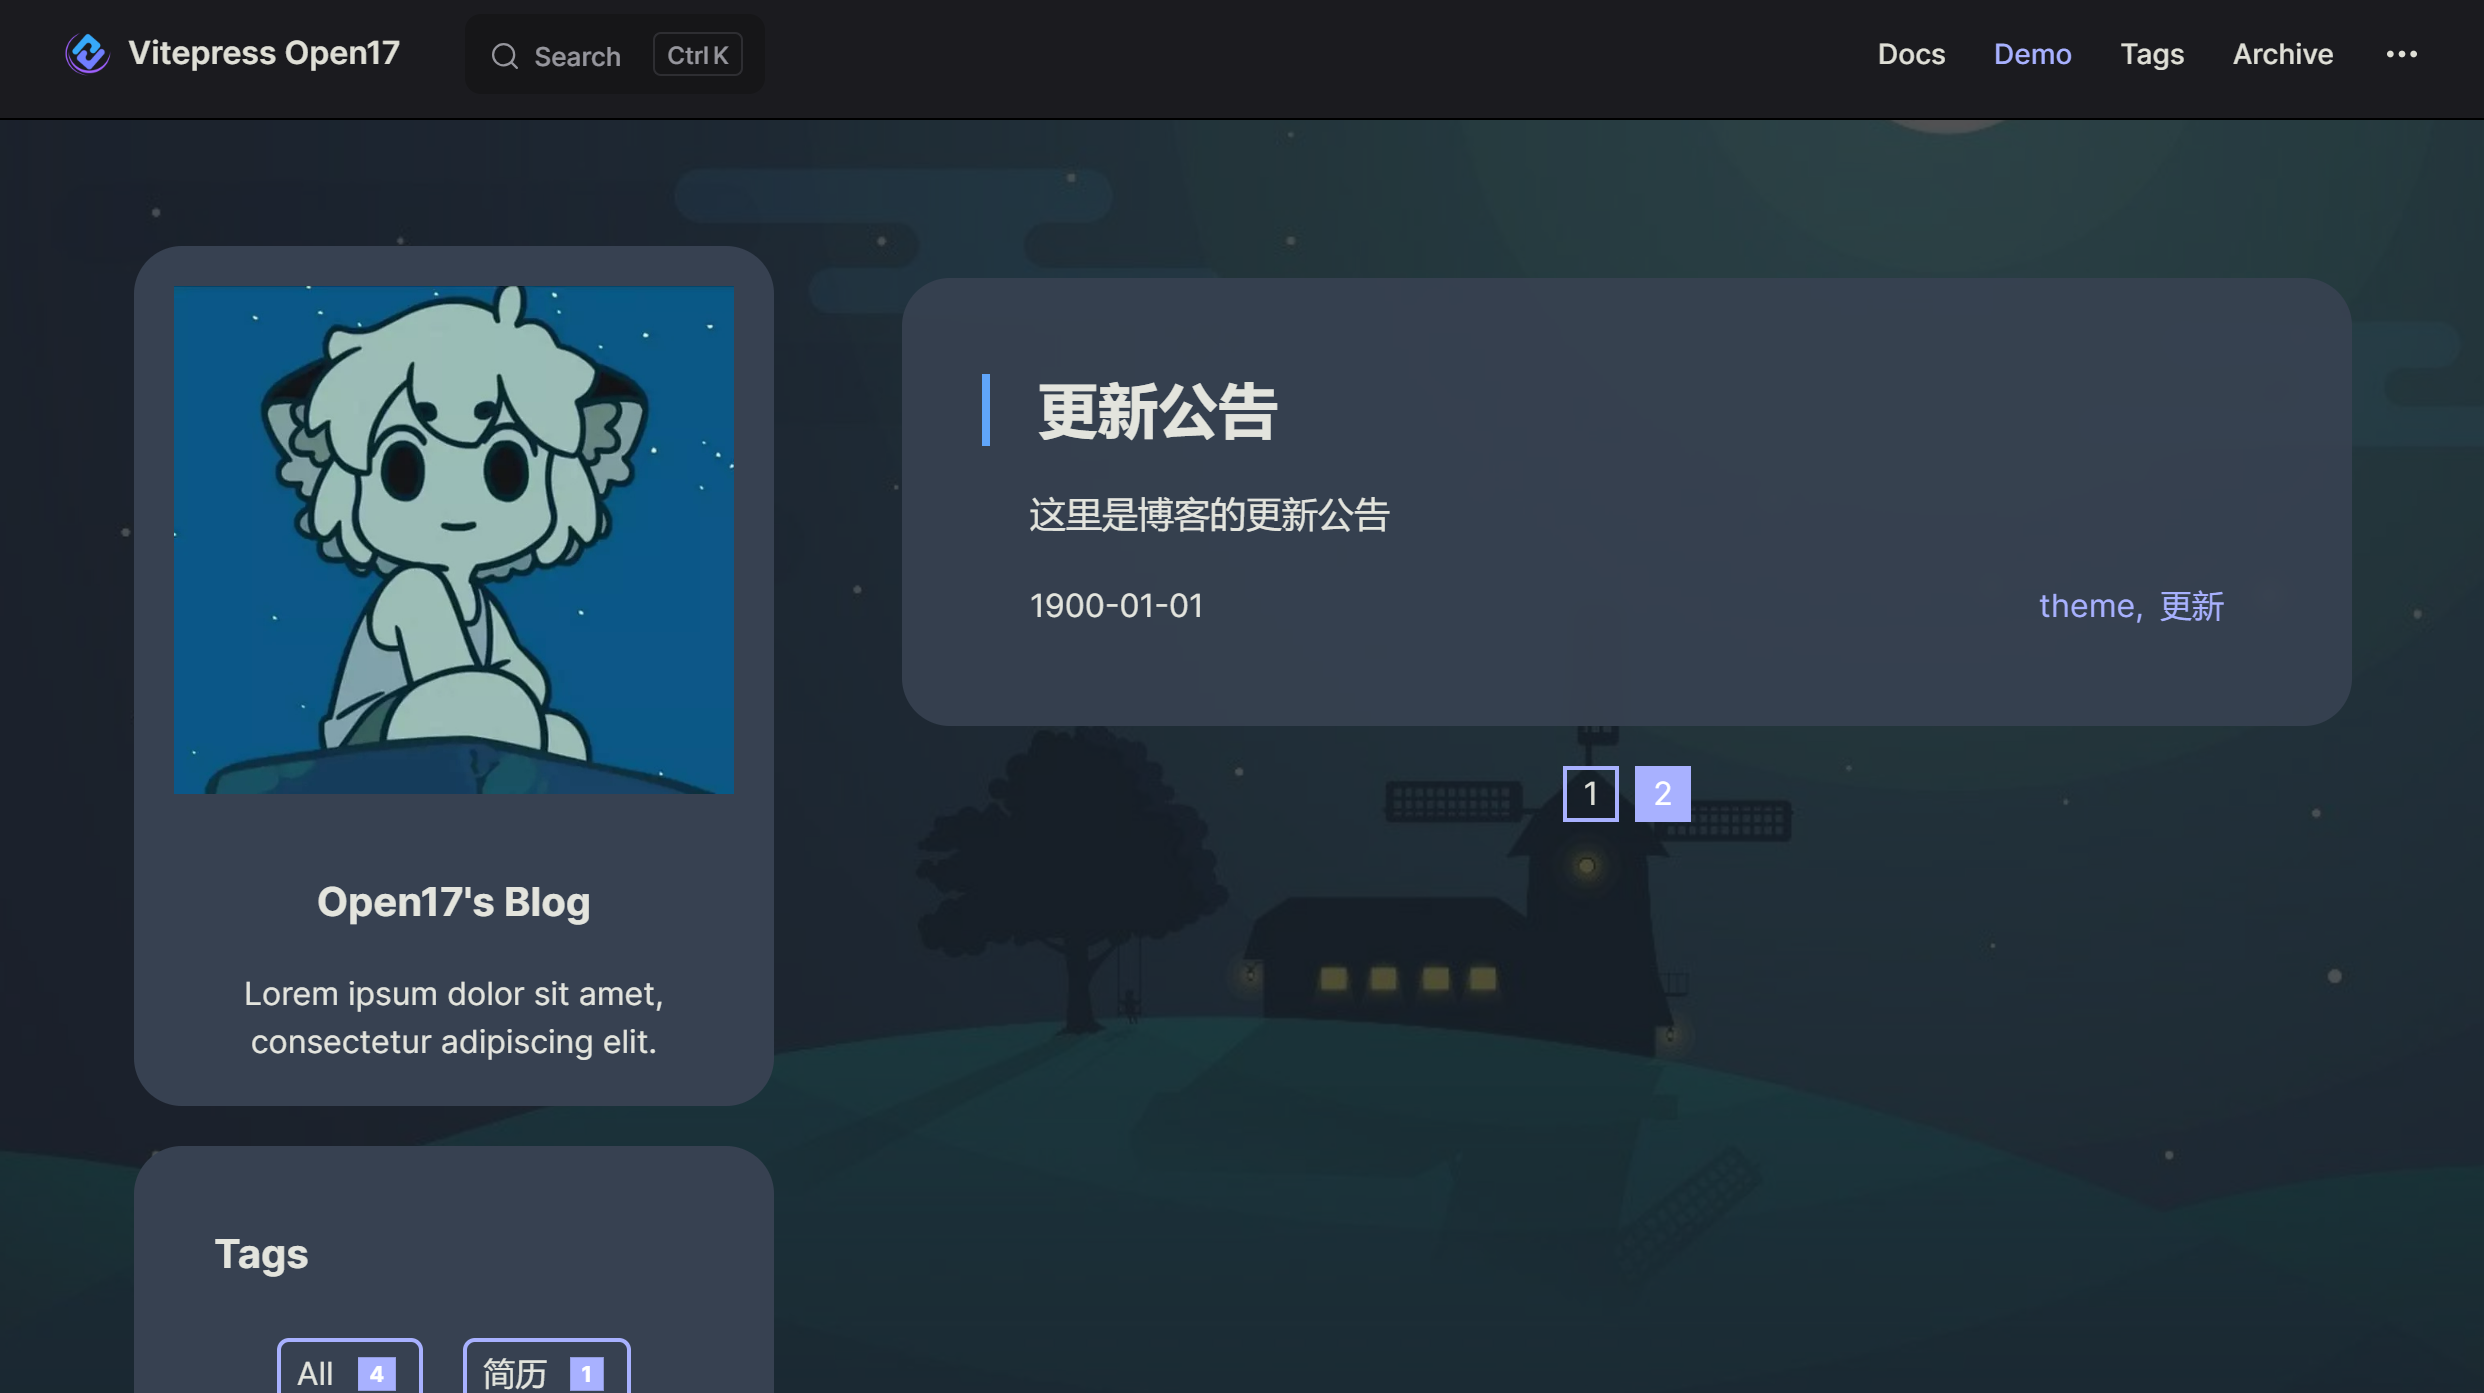 Vitepress Open17
Search
Ctrl K
Docs
Demo
Tags
Archive
更新公告
这里是博客的更新公告
1900-01-01
theme, 更新
1
2
Open17's Blog
Lorem ipsum dolor sit amet,
consectetur adipiscing elit.
Tags
All 4
简历 1